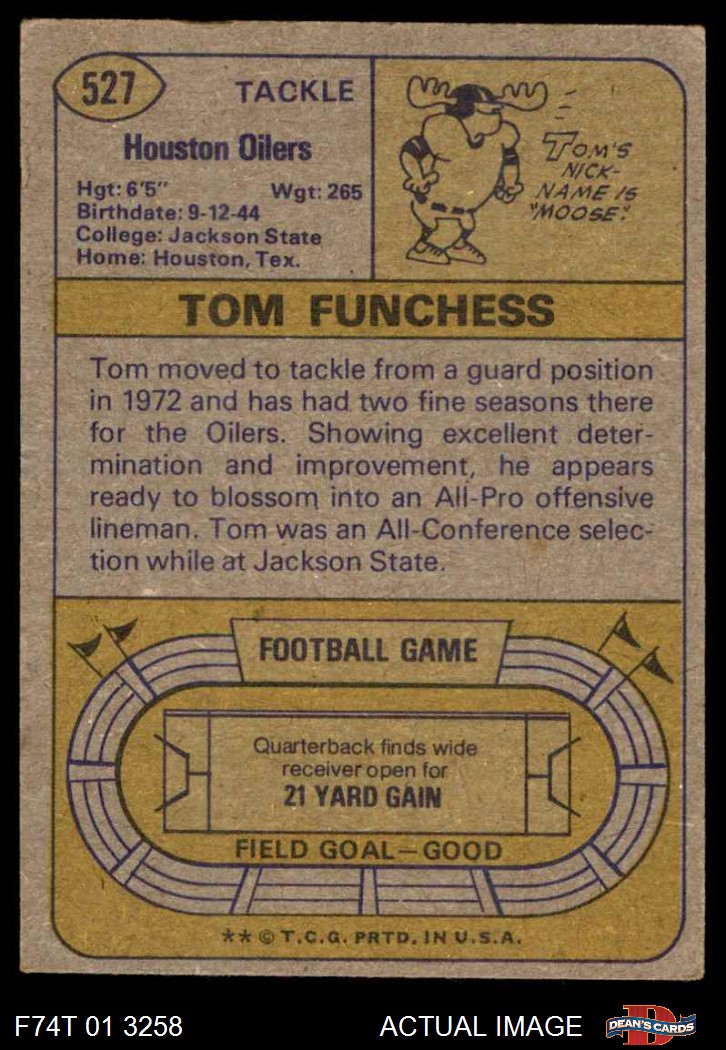 527
TACKLE
Houston Oilers
Hgt: 6'5" Wgt: 265
Birthdate: 9-12-44
College: Jackson State
Home: Houston, Tex.
TOM'S
NICK-
NAME IS
"MOOSE".
TOM FUNCHESS
Tom moved to tackle from a guard position
in 1972 and has had two fine seasons there
for the Oilers. Showing excellent deter-
mination and improvement, he appears
ready to blossom into an All-Pro offensive
lineman. Tom was an All-Conference selec-
tion while at Jackson State.
FOOTBALL GAME
Quarterback finds wide
receiver open for
21 YARD GAIN
FIELD GOAL—GOOD
** © T.C.G. PRTD. IN U.S.A.
F74T 01 3258 ACTUAL IMAGE
D
DEAN'S CARDS